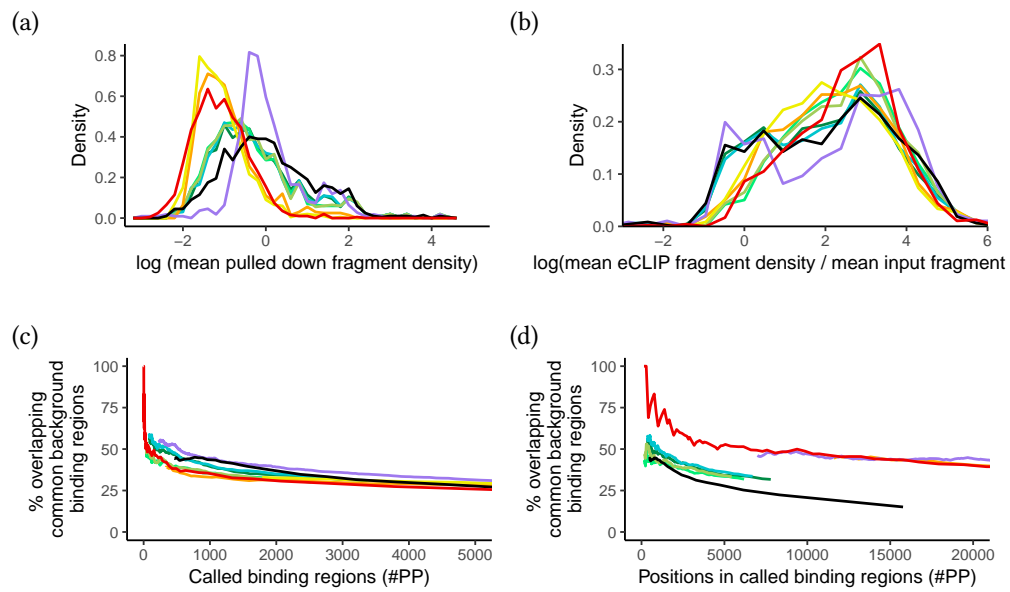 (a)
(b)
Density
0.8
0.6
0.4
0.2
0.0
−2
0
2
4
log (mean pulled down fragment density)
Density
0.3
0.2
0.1
0.0
−2
0
2
4
6
log(mean eCLIP fragment density / mean input fragment
(c)
(d)
% overlapping
common background
binding regions
100
75
50
25
0
0
1000
2000
3000
4000
5000
Called binding regions (#PP)
% overlapping
common background
binding regions
100
75
50
25
0
0
5000
10000
15000
20000
Positions in called binding regions (#PP)